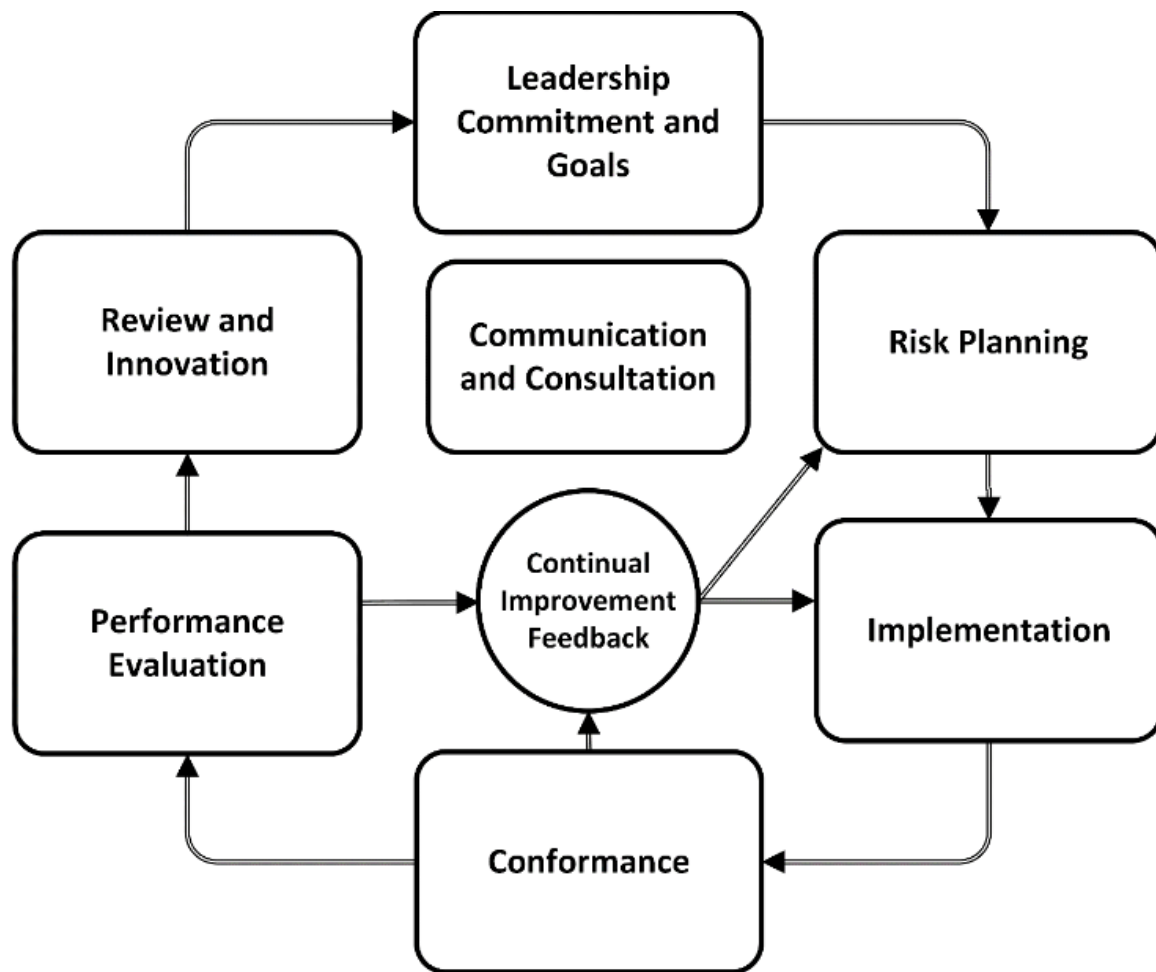 Leadership
Commitment and
Goals
Review and
Innovation
Communication
and Consultation
Risk Planning
Performance
Evaluation
Continual
Improvement
Feedback
Implementation
Conformance